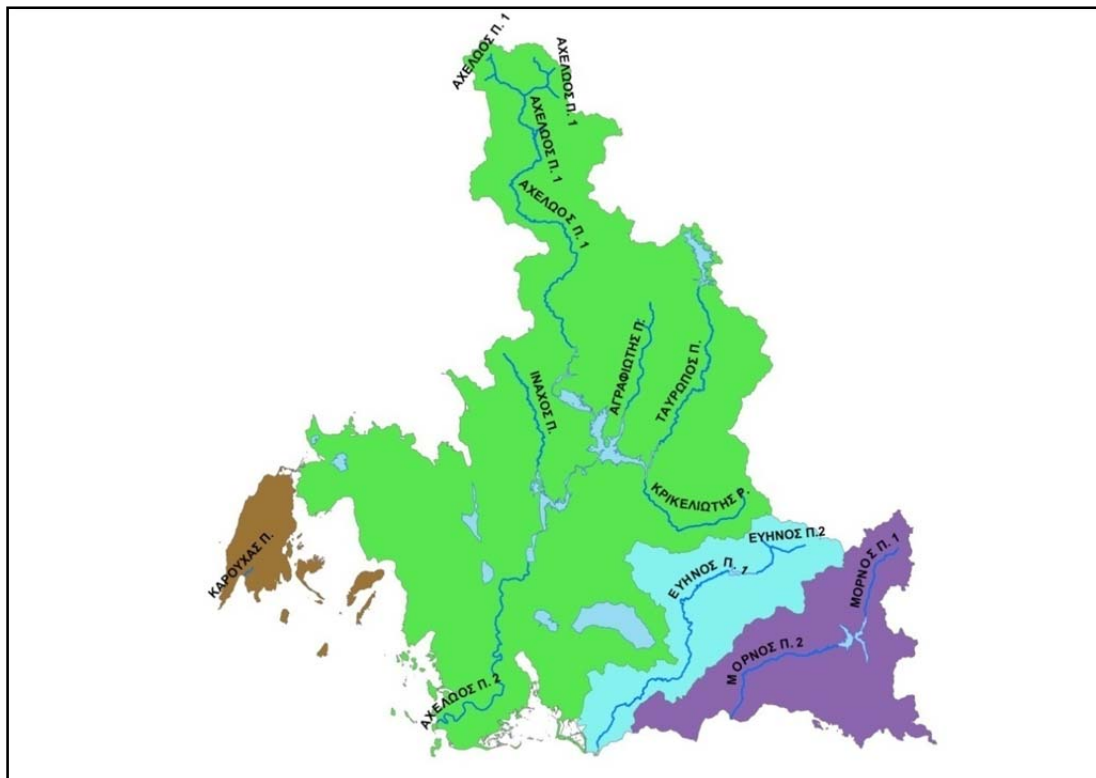 ΑΧΕΛΩΟΣ Π. 1
ΑΧΕΛΩΟΣ Π. 1
ΑΧΕΛΩΟΣ Π. 1
ΑΧΕΛΩΟΣ Π. 1
ΑΓΡΑΦΙΩΤΗΣ Π.
ΤΑΥΡΩΠΟΣ Π.
ΙΝΑΧΟΣ Π.
ΚΡΙΚΕΛΙΩΤΗΣ Ρ.
ΚΑΡΟΥΧΑΣ Π.
ΕΥΗΝΟΣ Π.2
ΕΥΗΝΟΣ Π. 1
ΜΟΡΝΟΣ Π. 1
ΜΟΡΝΟΣ Π. 2
ΑΧΕΛΩΟΣ Π. 2